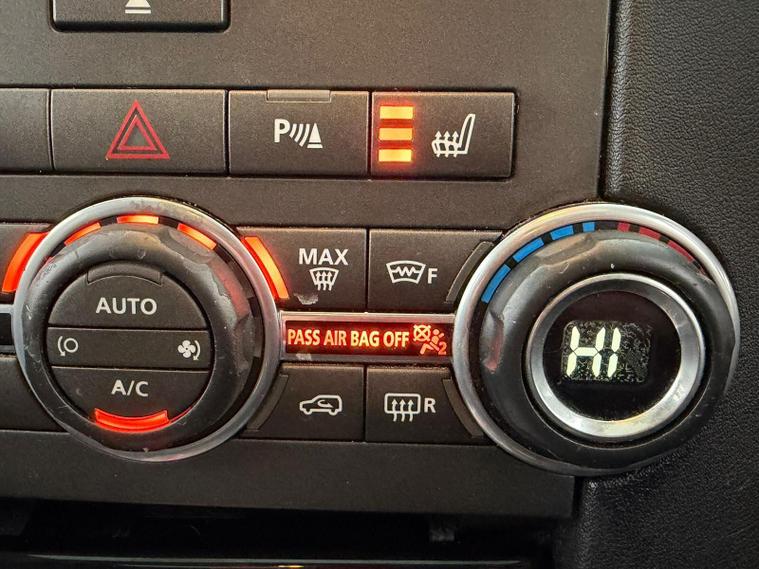 P
MAX
F
AUTO
PASS AIR BAG OFF 2
HI
A/C
R